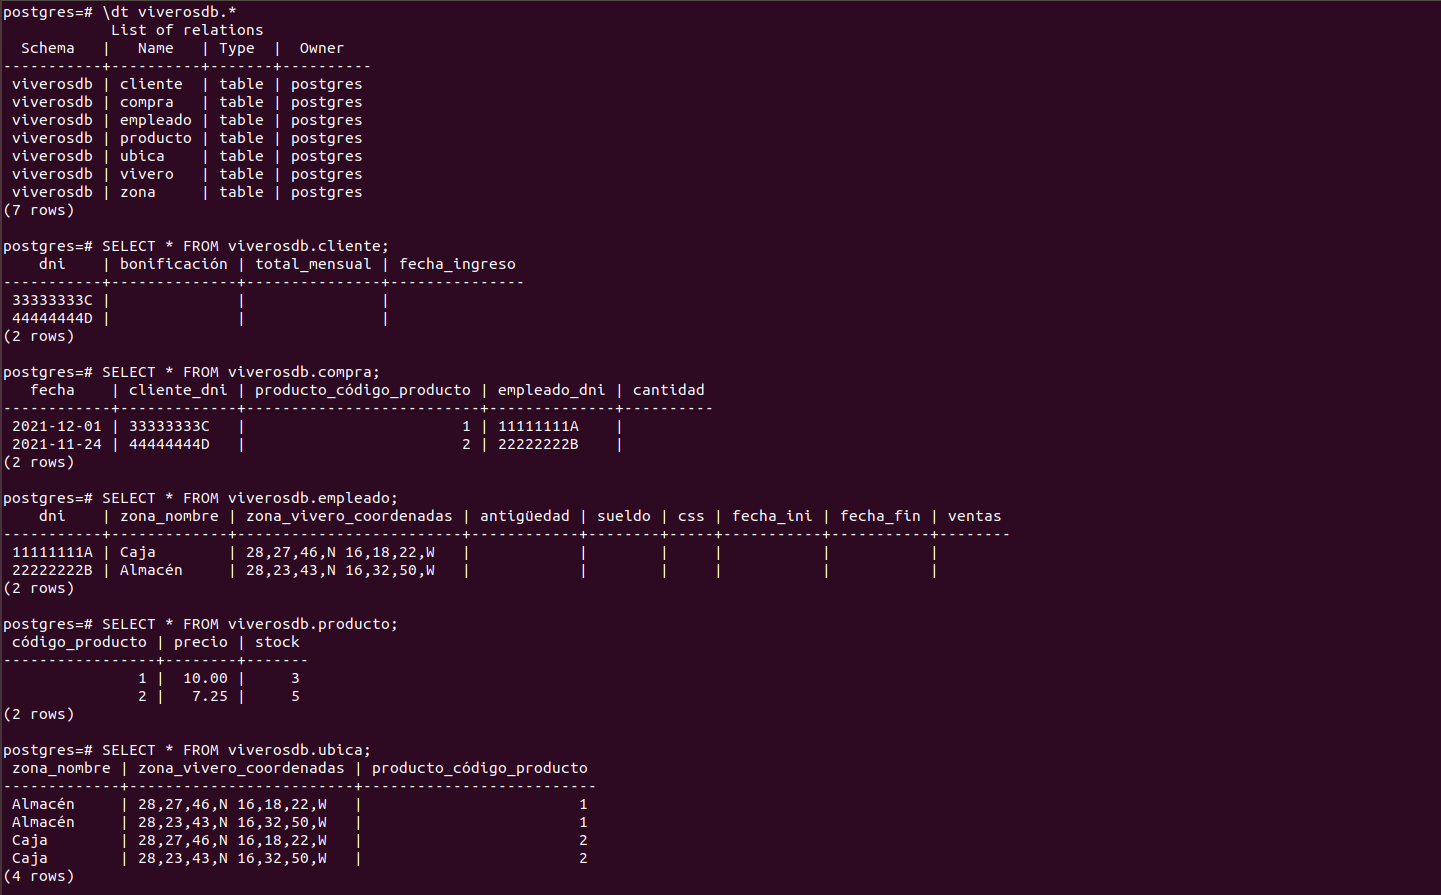 postgres=# \dt viverosdb.*
            List of relations
  Schema   |   Name   | Type  |  Owner
-----------+----------+-------+----------
 viverosdb | cliente  | table | postgres
 viverosdb | compra   | table | postgres
 viverosdb | empleado | table | postgres
 viverosdb | producto | table | postgres
 viverosdb | ubica    | table | postgres
 viverosdb | vivero   | table | postgres
 viverosdb | zona     | table | postgres
(7 rows)

postgres=# SELECT * FROM viverosdb.cliente;
    dni    | bonificación | total_mensual | fecha_ingreso
-----------+--------------+---------------+---------------
 33333333C |              |               |
 44444444D |              |               |
(2 rows)

postgres=# SELECT * FROM viverosdb.compra;
   fecha    | cliente_dni | producto_código_producto | empleado_dni | cantidad
------------+-------------+--------------------------+--------------+----------
 2021-12-01 | 33333333C   |                        1 | 11111111A    |
 2021-11-24 | 44444444D   |                        2 | 22222222B    |
(2 rows)

postgres=# SELECT * FROM viverosdb.empleado;
    dni    | zona_nombre | zona_vivero_coordenadas | antigüedad | sueldo | css | fecha_ini | fecha_fin | ventas
-----------+-------------+-------------------------+------------+--------+-----+-----------+-----------+--------
 11111111A | Caja        | 28,27,46,N 16,18,22,W   |            |        |     |           |           |
 22222222B | Almacén     | 28,23,43,N 16,32,50,W   |            |        |     |           |           |
(2 rows)

postgres=# SELECT * FROM viverosdb.producto;
 código_producto | precio | stock
-----------------+--------+-------
               1 |  10.00 |     3
               2 |   7.25 |     5
(2 rows)

postgres=# SELECT * FROM viverosdb.ubica;
 zona_nombre | zona_vivero_coordenadas | producto_código_producto
-------------+-------------------------+--------------------------
 Almacén     | 28,27,46,N 16,18,22,W   |                        1
 Almacén     | 28,23,43,N 16,32,50,W   |                        1
 Caja        | 28,27,46,N 16,18,22,W   |                        2
 Caja        | 28,23,43,N 16,32,50,W   |                        2
(4 rows)